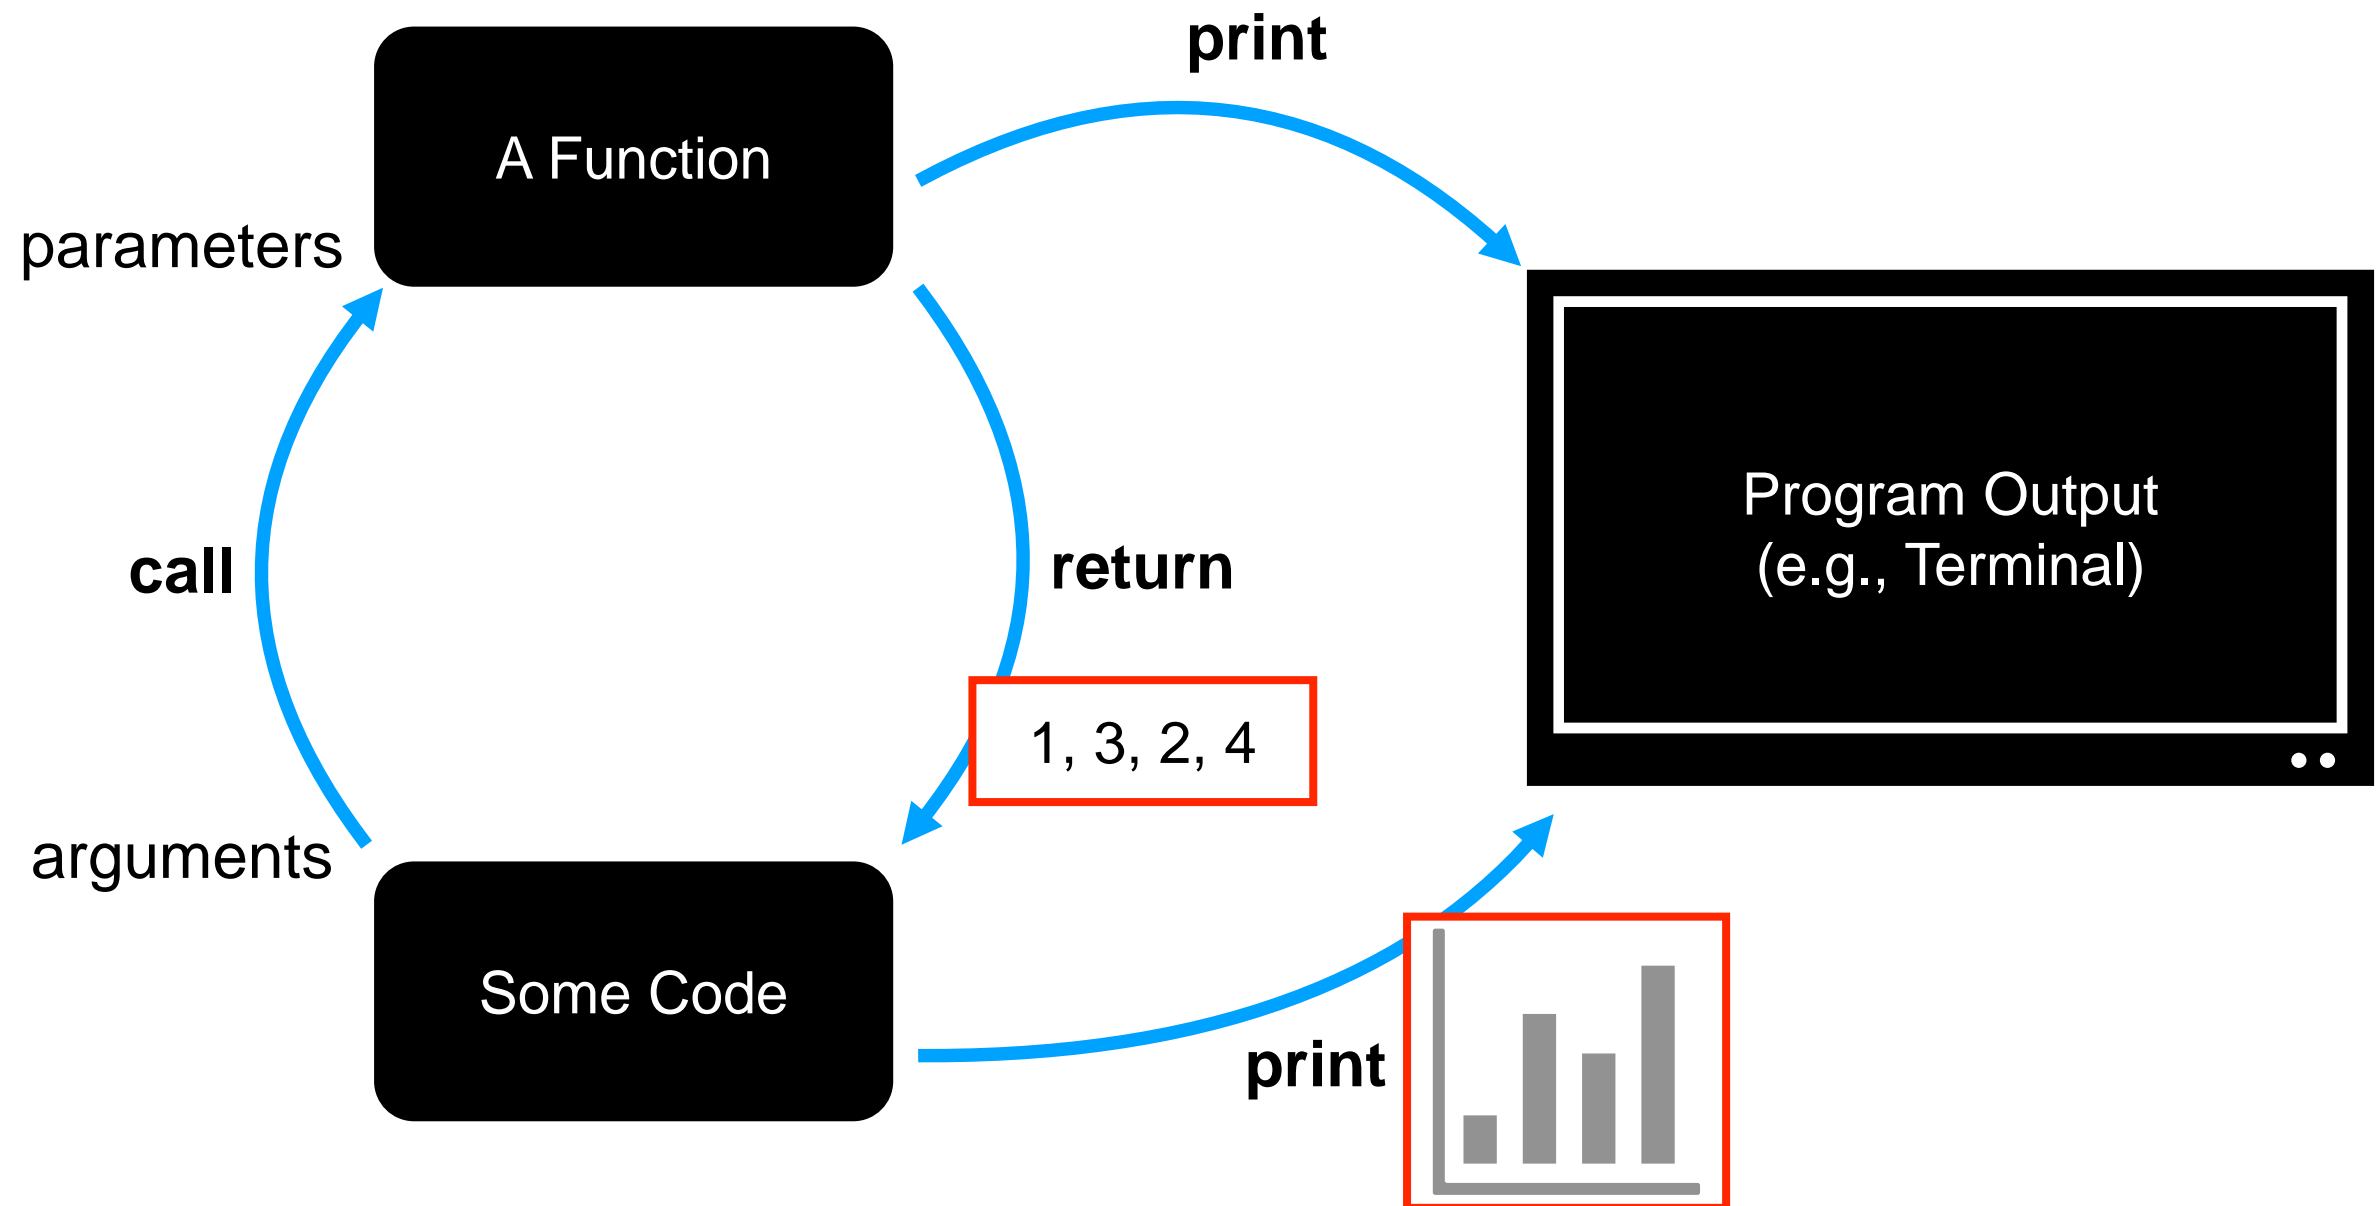 print
A Function
parameters
Program Output
(e.g., Terminal)
call
return
1, 3, 2, 4
arguments
Some Code
print